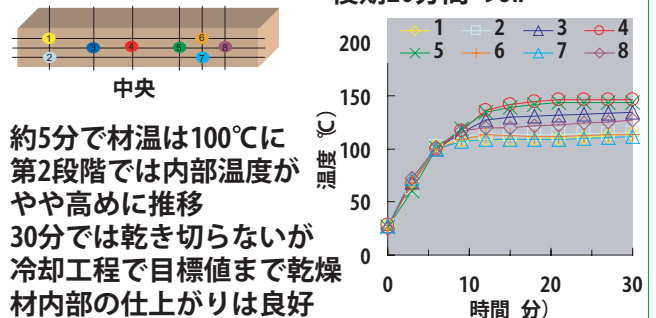 1 2 3 4 5 6 7 8
中央
約5分で材温は100℃に
第2段階では内部温度が
やや高めに推移
30分では乾き切らないが
冷却工程で目標値まで乾燥
材内部の仕上がりは良好
1 2 3 4
5 6 7 8
温度(℃)
200
150
100
50
0
0 10 20 30
時間 分)